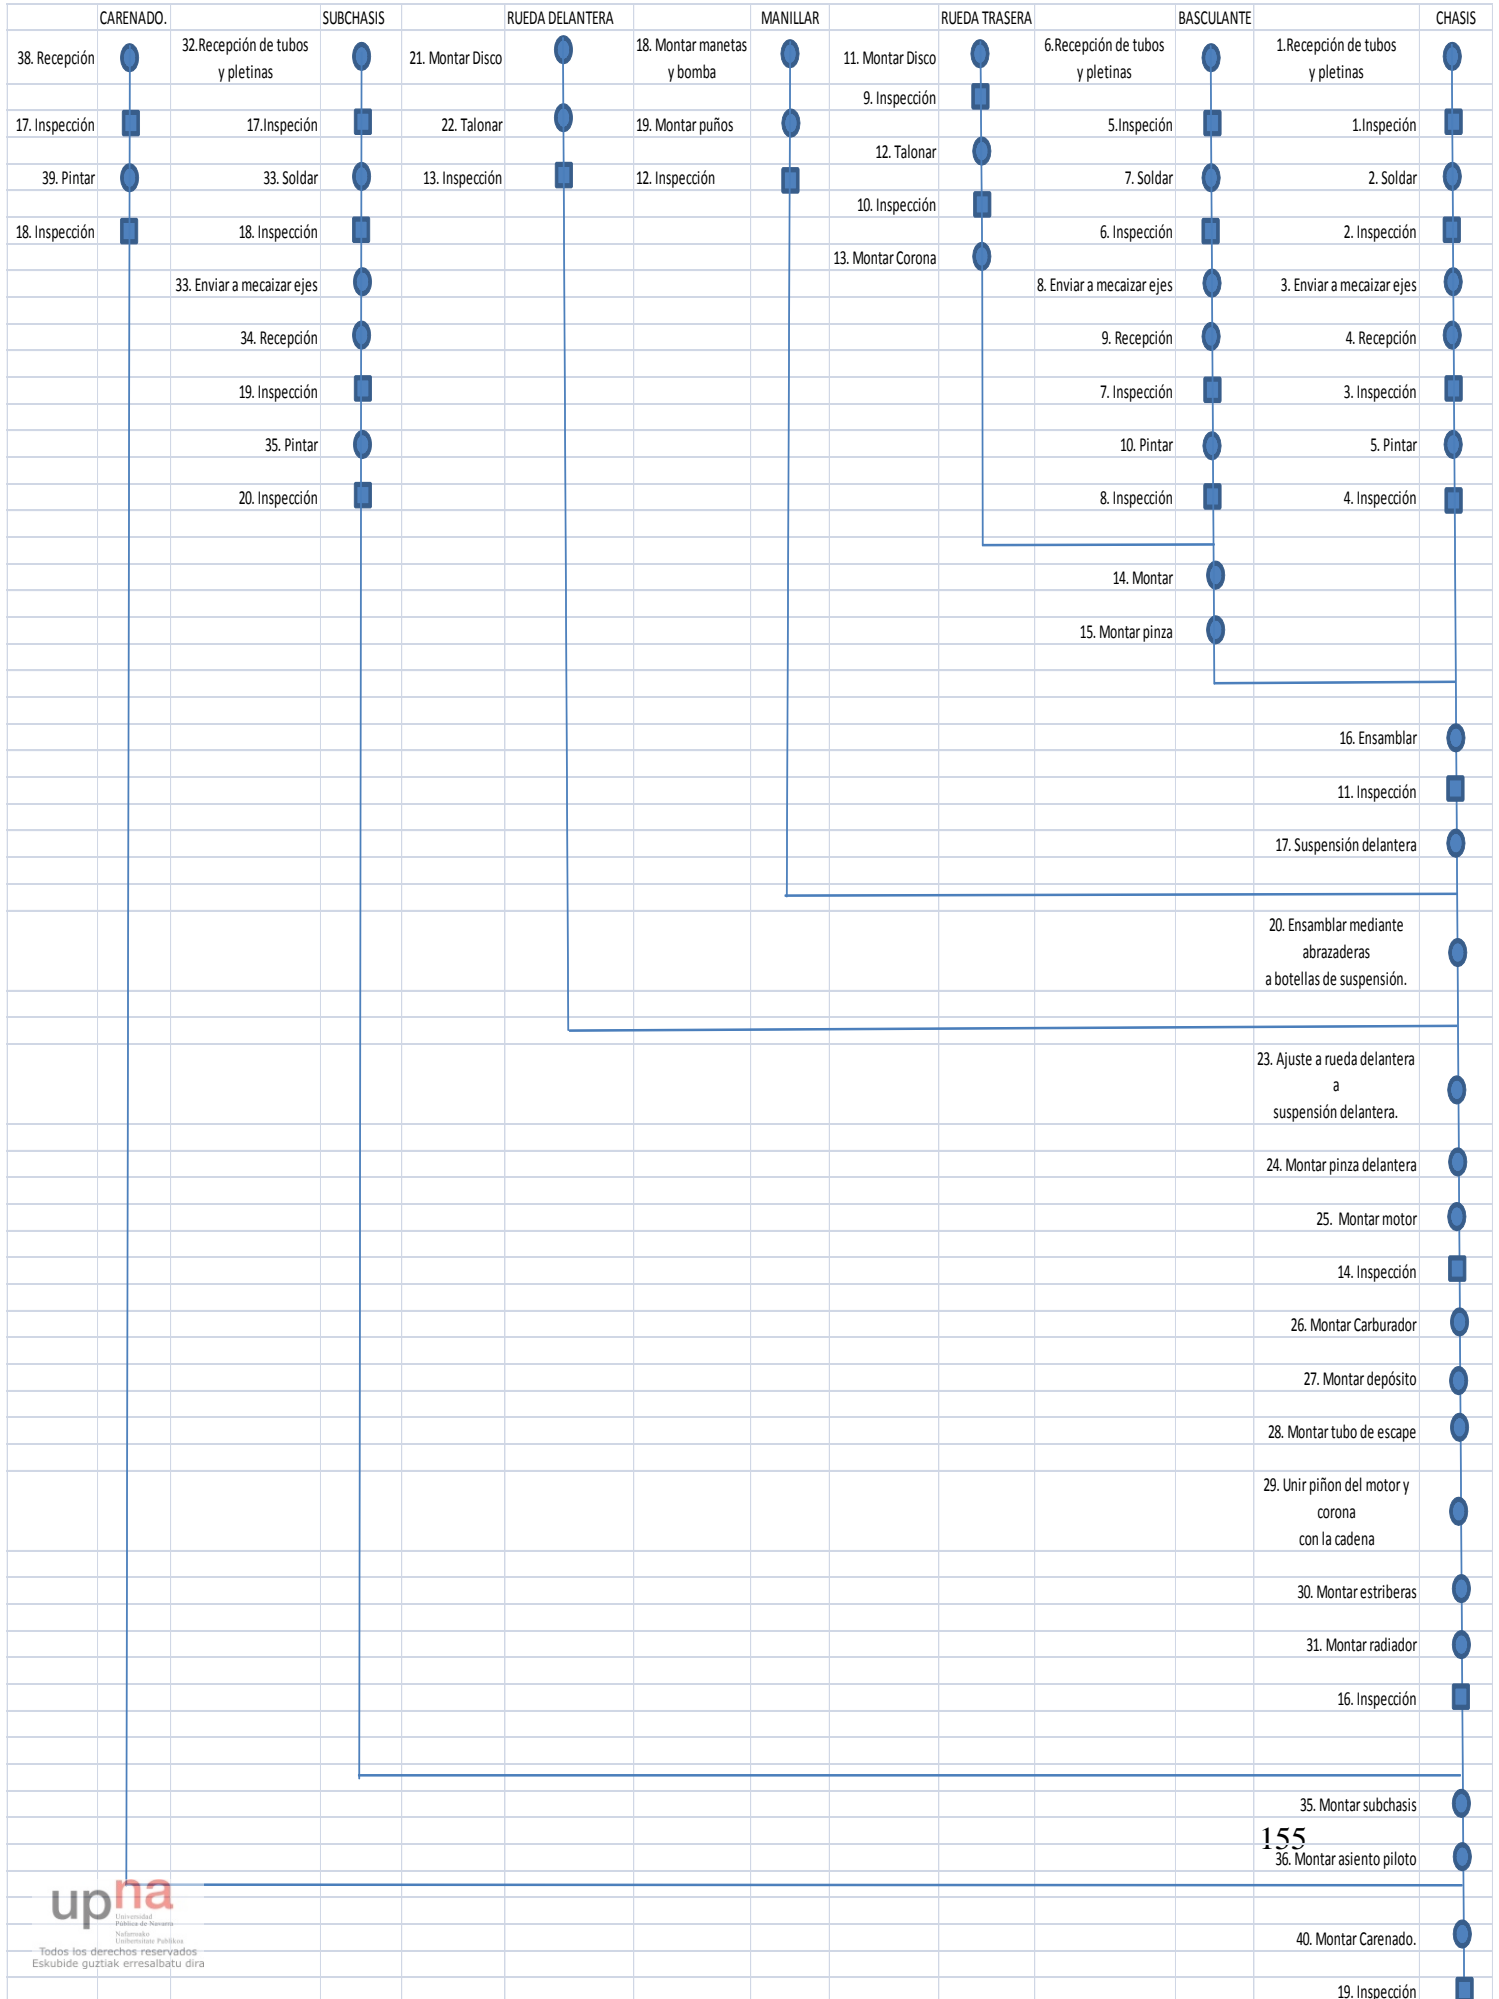 CARENADO.
SUBCHASIS
RUEDA DELANTERA
MANILLAR
RUEDA TRASERA
BASCULANTE
CHASIS
38. Recepción
17. Inspección
39. Pintar
18. Inspección
32.Recepción de tubos
y pletinas
17.Inspeción
33. Soldar
18. Inspección
33. Enviar a mecaizar ejes
34. Recepción
19. Inspección
35. Pintar
20. Inspección
21. Montar Disco
22. Talonar
13. Inspección
18. Montar manetas
y bomba
19. Montar puños
12. Inspección
11. Montar Disco
9. Inspección
12. Talonar
10. Inspección
13. Montar Corona
6.Recepción de tubos
y pletinas
5.Inspeción
7. Soldar
6. Inspección
8. Enviar a mecaizar ejes
9. Recepción
7. Inspección
10. Pintar
8. Inspección
14. Montar
15. Montar pinza
1.Recepción de tubos
y pletinas
1.Inspeción
2. Soldar
2. Inspección
3. Enviar a mecaizar ejes
4. Recepción
3. Inspección
5. Pintar
4. Inspección
16. Ensamblar
11. Inspección
17. Suspensión delantera
20. Ensamblar mediante
abrazaderas
a botellas de suspensión.
23. Ajuste a rueda delantera
a
suspensión delantera.
24. Montar pinza delantera
25. Montar motor
14. Inspección
26. Montar Carburador
27. Montar depósito
28. Montar tubo de escape
29. Unir piñon del motor y
corona
con la cadena
30. Montar estriberas
31. Montar radiador
16. Inspección
35. Montar subchasis
155
36. Montar asiento piloto
40. Montar Carenado.
19. Inspección
upna
Universidad
Pública de Navarra
Nafarroako
Unibertsitate Publikoa
Todos los derechos reservados
Eskubide guztiak erresalbatu dira